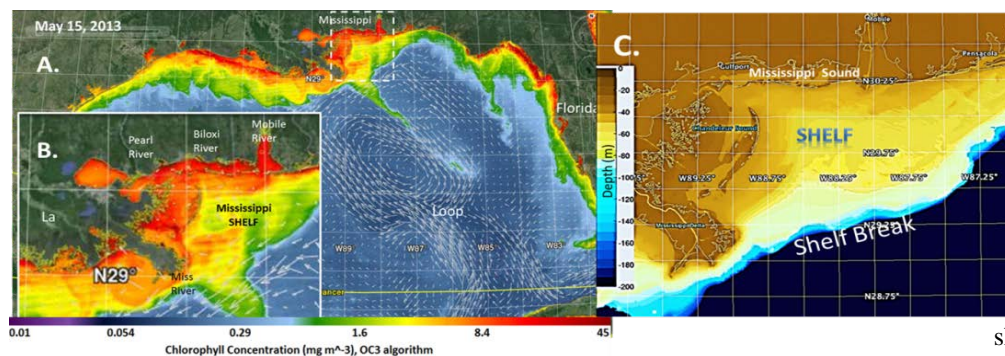 May 15, 2013
Mississippi
A.
N29°
Florida
Loop
W89
W87
W85
W83
B.
Pearl
River
Biloxi
River
Mobile
River
La
Mississippi
SHELF
N29°
Miss
River
0.01
0.054
0.29
1.6
8.4
45
Chlorophyll Concentration (mg m^-3), OC3 algorithm
C.
Mobile
Pensacola
Gulfport
Mississippi Sound
N30.25°
Chandeleur Sound
SHELF
N29.75°
W89.25°
W88.75°
W88.25°
W87.75°
W87.25°
Shelf Break
N29.25°
N28.75°
Depth (m)
0
-20
-40
-60
-80
-100
-120
-140
-160
-180
-200
s